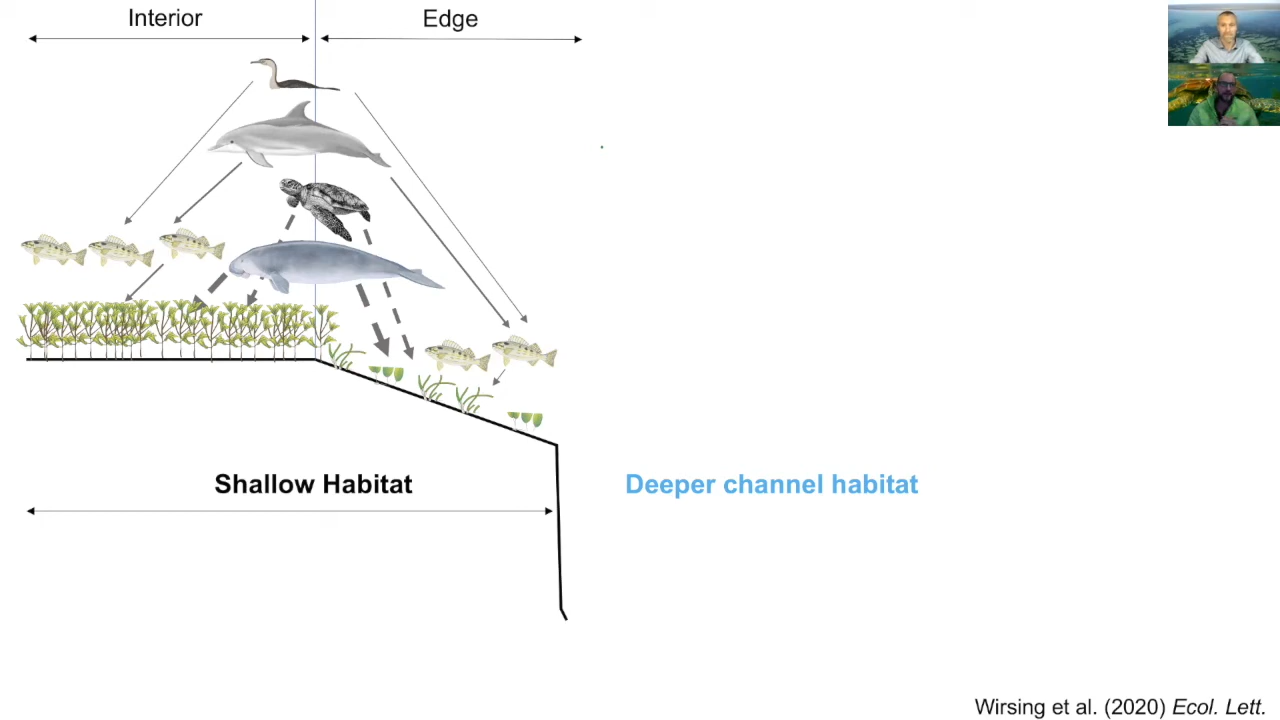 Interior
Edge
Shallow Habitat
Deeper channel habitat
Wirsing et al. (2020) Ecol. Lett.